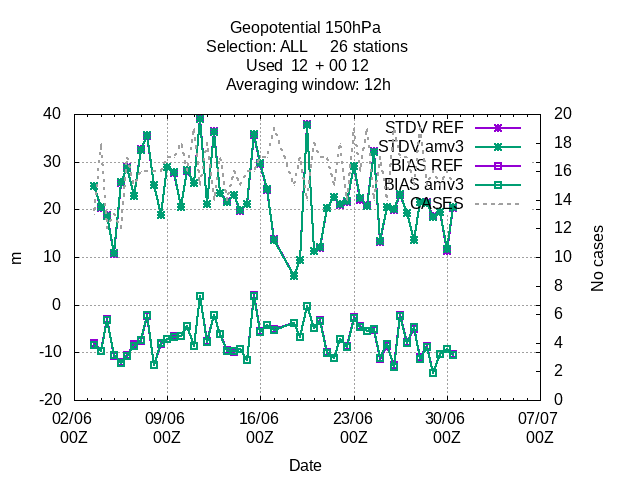 Geopotential 150hPa
Selection: ALL 26 stations
Used 12 + 00 12
Averaging window: 12h
40
30
20
10
0
-10
-20
m
20
18
16
14
12
10
8
6
4
2
0
No cases
STDV REF
STDV amv3
BIAS REF
BIAS amv3
CASES
02/06 09/06 16/06 23/06 30/06 07/07
00Z 00Z 00Z 00Z 00Z 00Z
Date